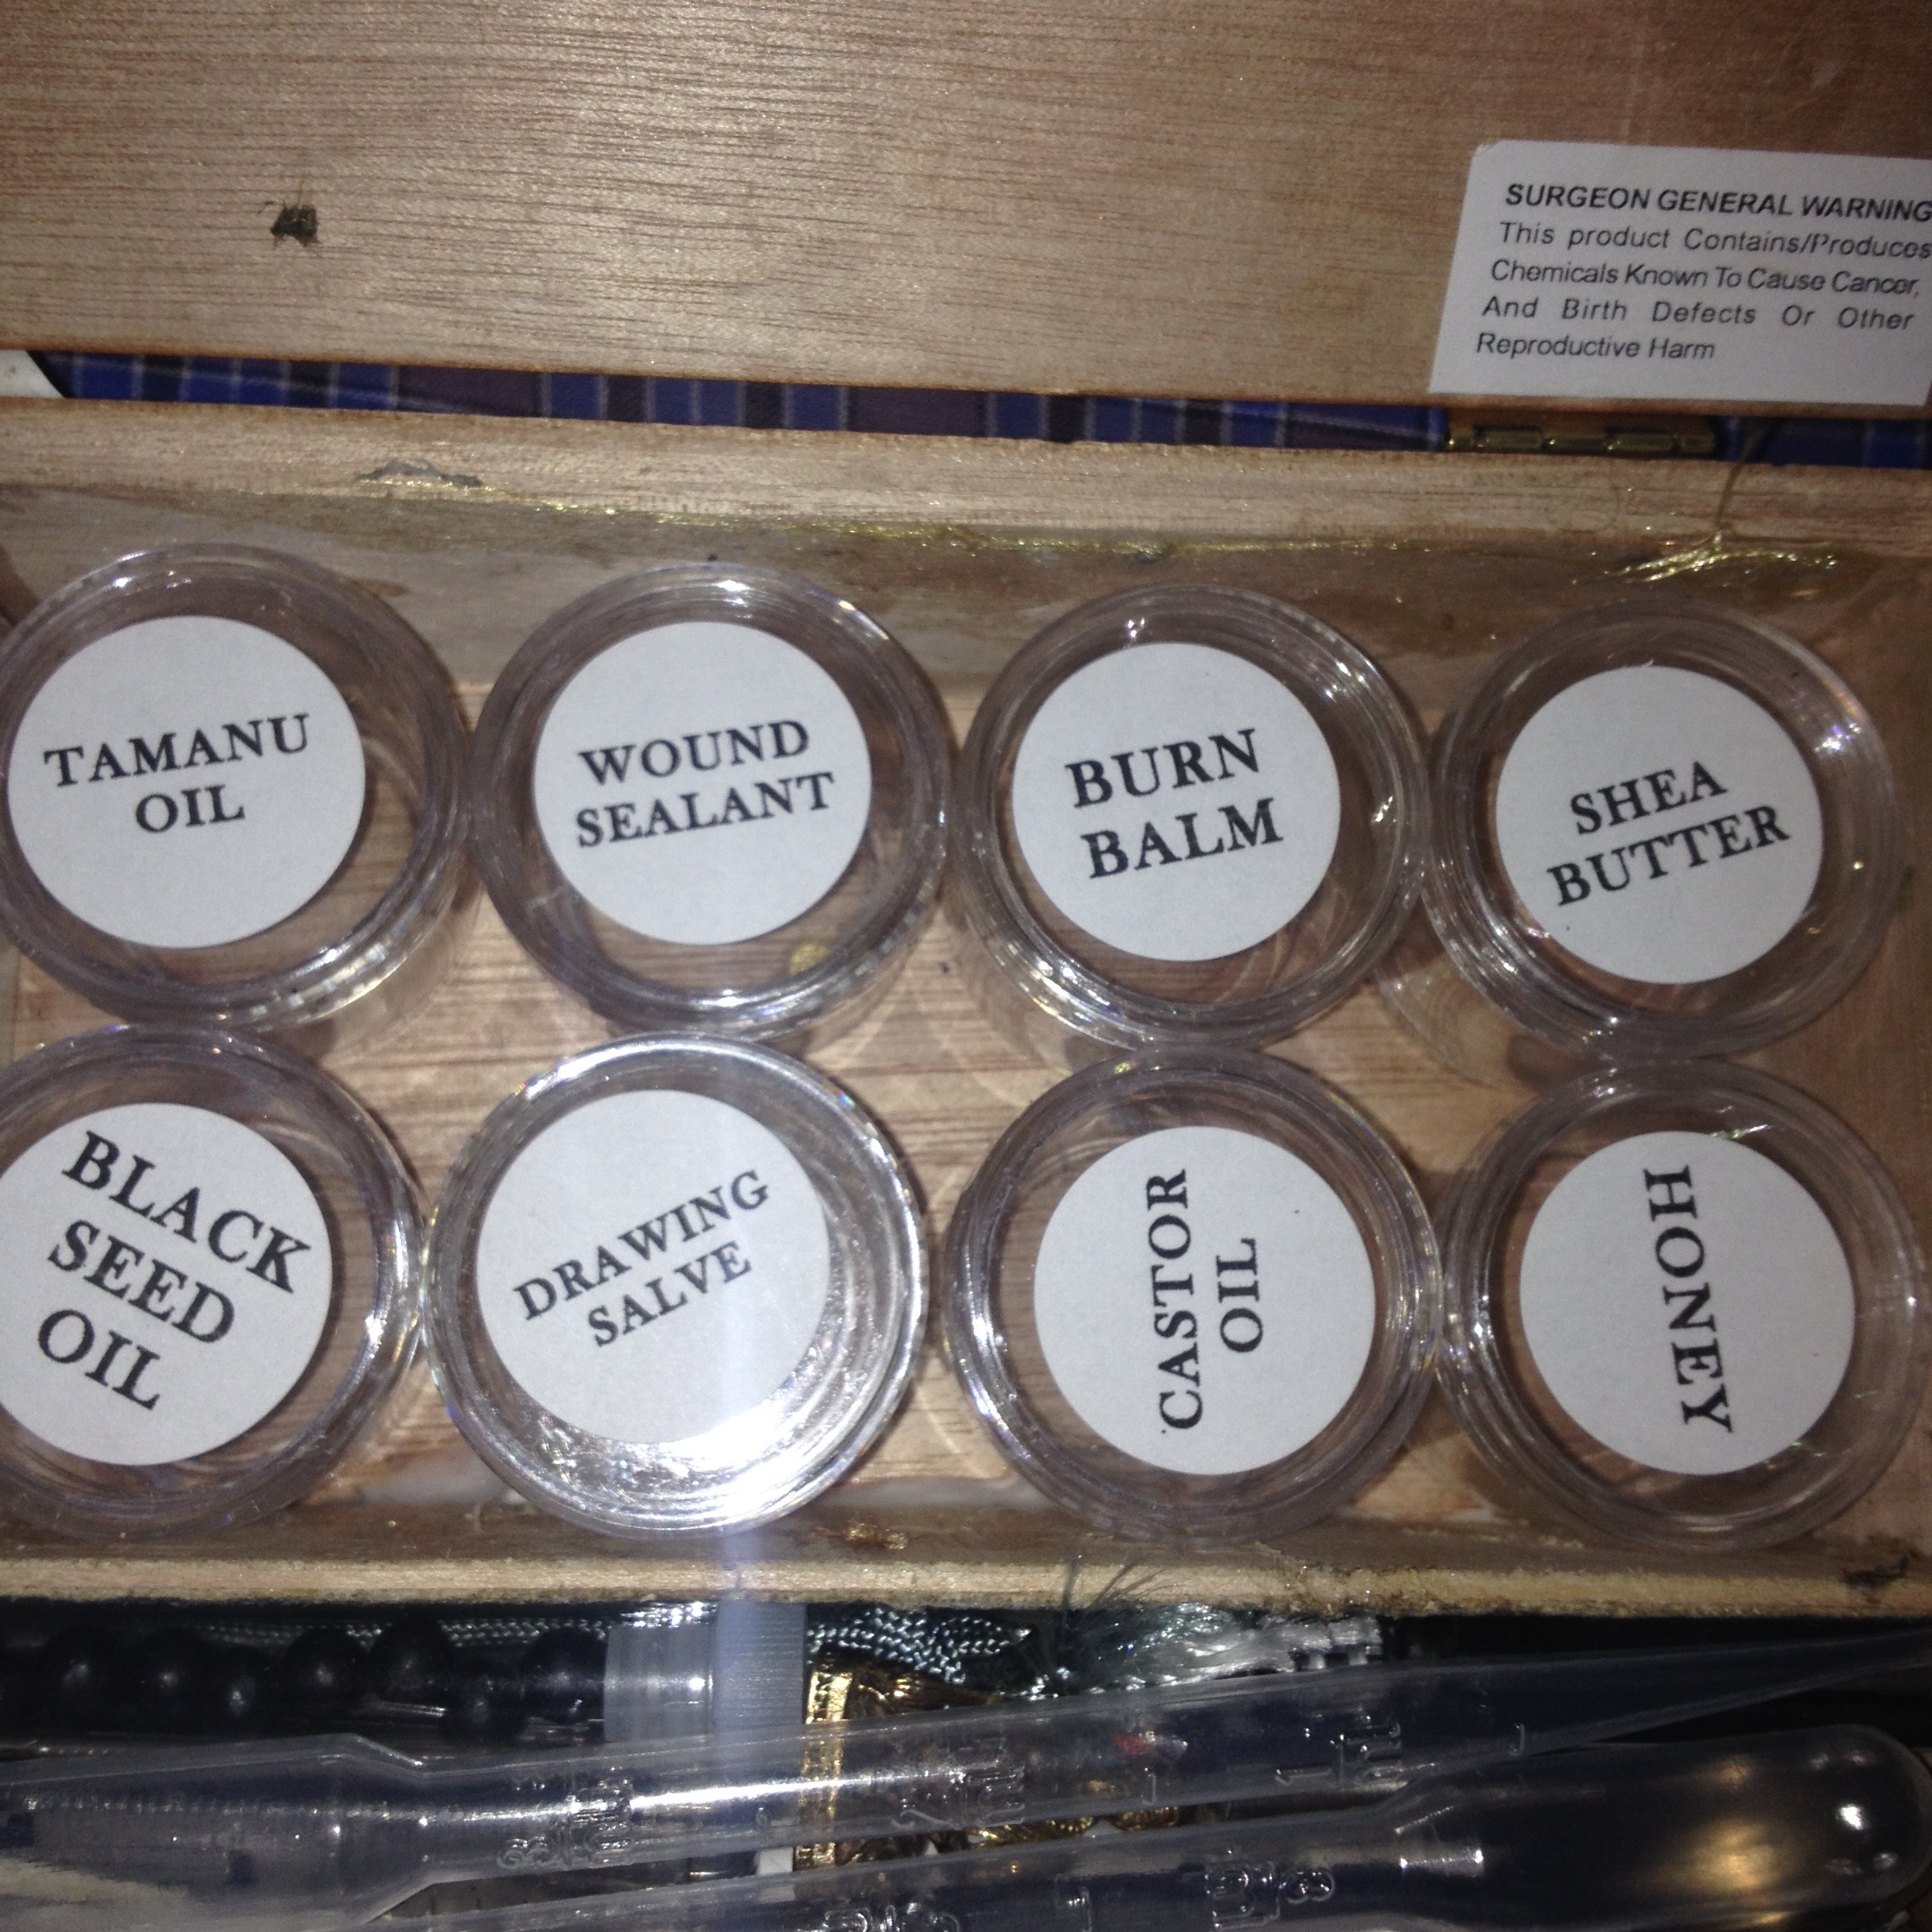 SURGEON GENERAL WARNING
This product Contains/Produces
Chemicals Known To Cause Cancer,
And Birth Defects Or Other
Reproductive Harm
TAMANU
OIL
WOUND
SEALANT
BURN
BALM
SHEA
BUTTER
BLACK
SEED
OIL
DRAWING
SALVE
CASTOR
OIL
HONEY